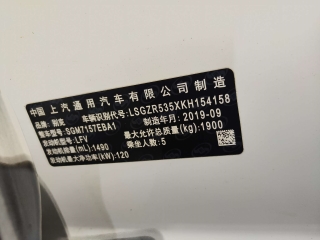 中国 上汽通用汽车有限公司制造
品牌：别克 车辆识别代号：LSGZR535XKH154158
整车型号：SGM7157EBA1 制造年月：2019-09
发动机型号：LFV 最大允许总质量(kg)：1900
发动机排量(mL)：1490 乘坐人数：5
发动机最大净功率(kW)：120